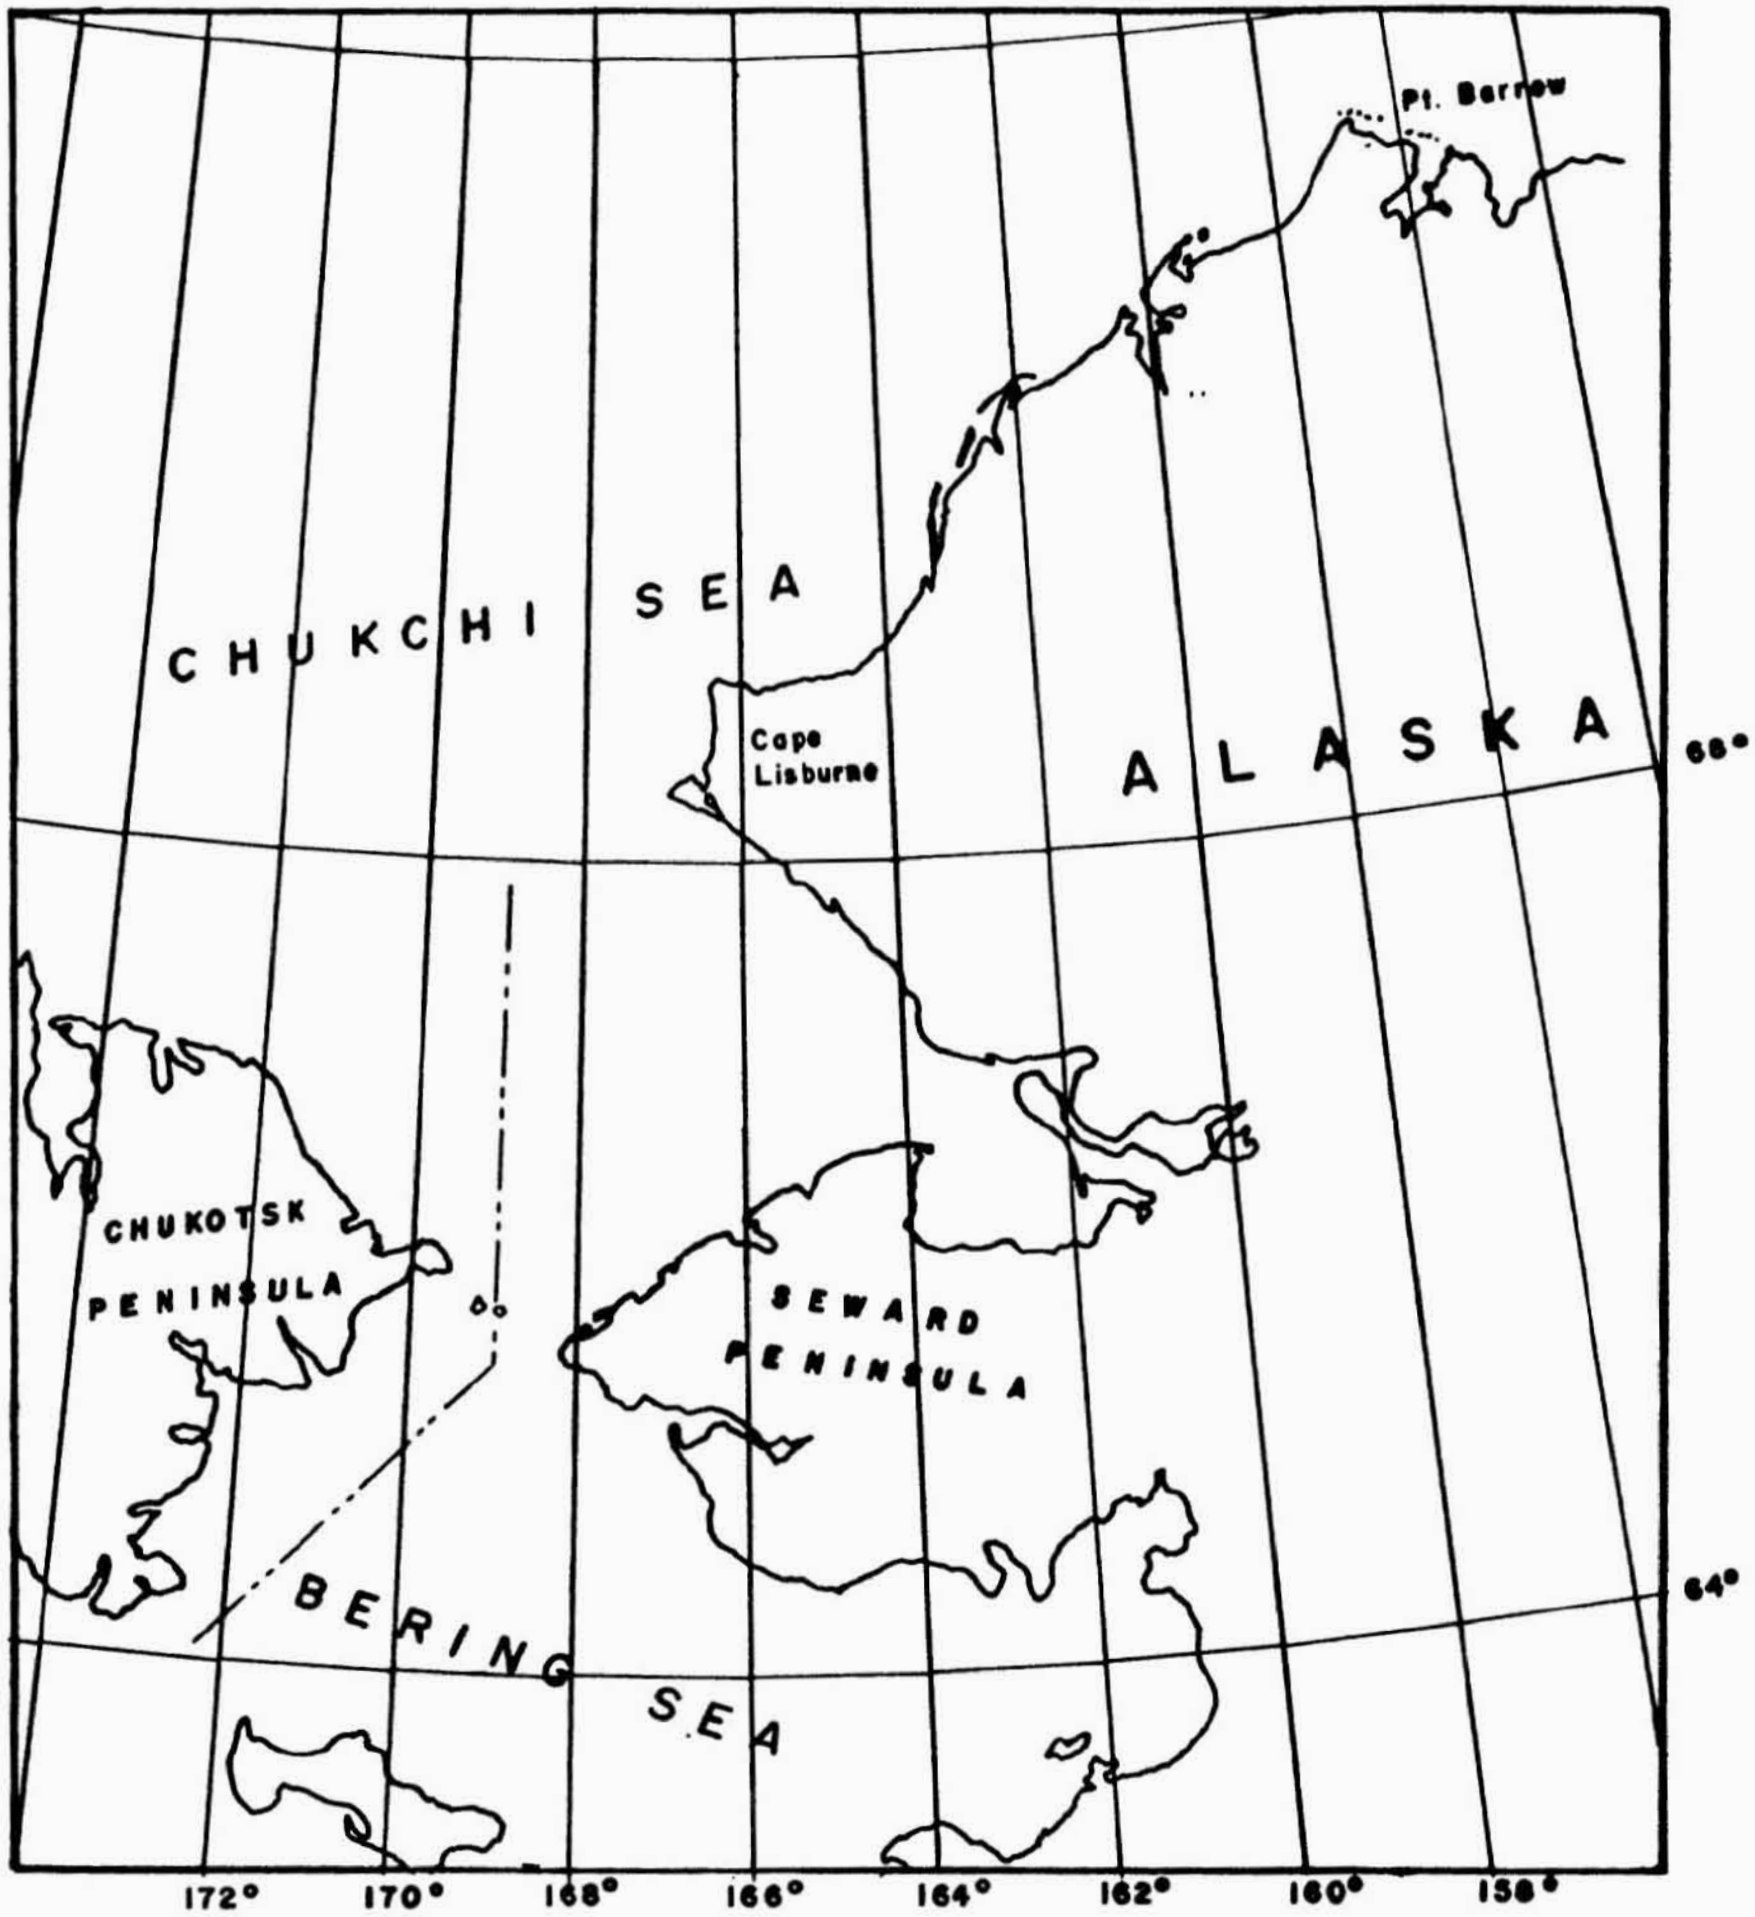 Pt. Barrow
CHUKCHI SEA
Cape
Lisburne
ALASKA
68°
CHUKOTSK
PENINSULA
SEWARD
PENINSULA
BERING
SEA
64°
172° 170° 168° 166° 164° 162° 160° 158°